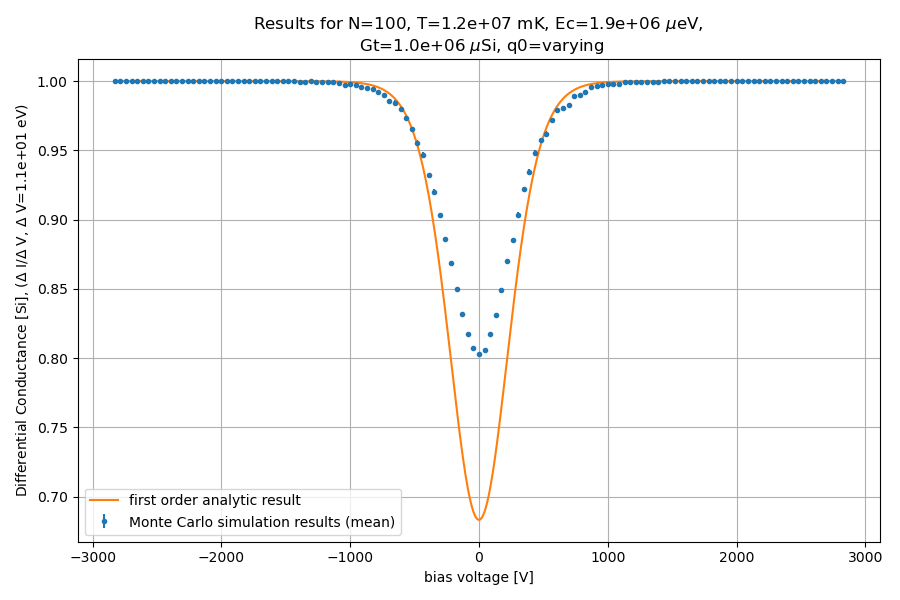 Results for N=100, T=1.2e+07 mK, Ec=1.9e+06 μeV,
Gt=1.0e+06 μSi, q0=varying
Differential Conductance [Si], (Δ I/Δ V, Δ V=1.1e+01 eV)
1.00
0.95
0.90
0.85
0.80
0.75
0.70
first order analytic result
Monte Carlo simulation results (mean)
−3000 −2000 −1000 0 1000 2000 3000
bias voltage [V]